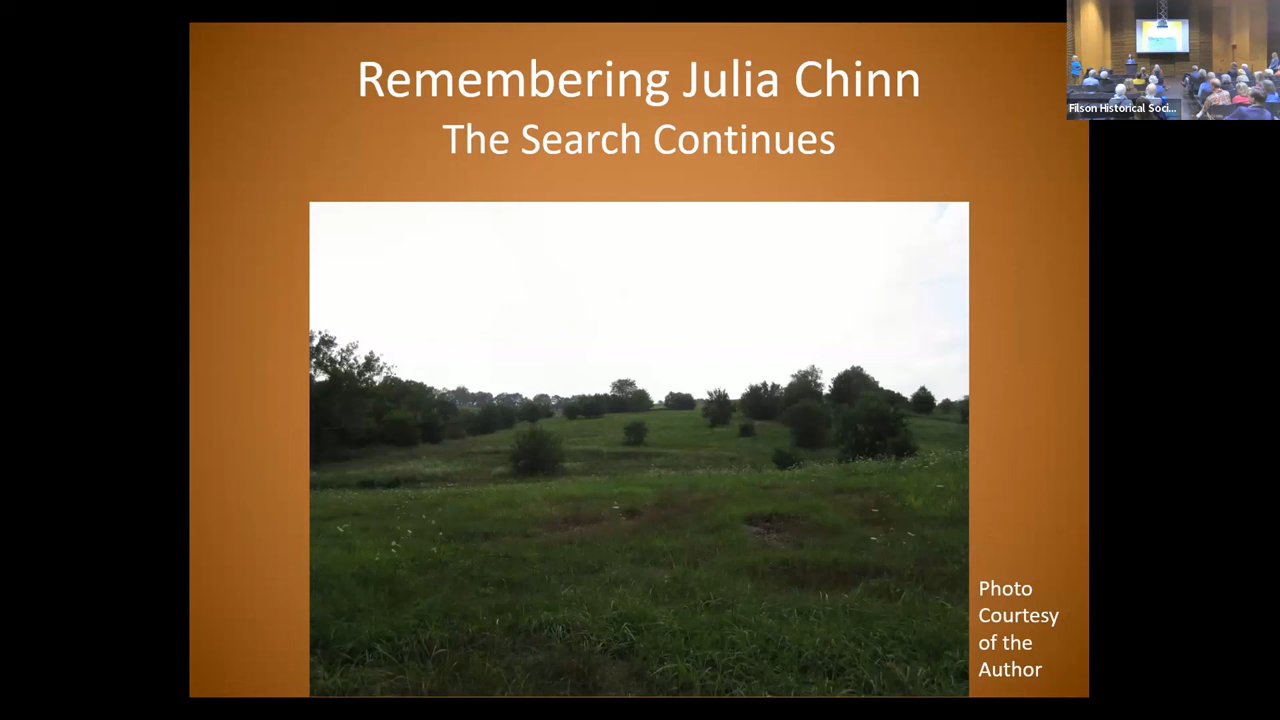 Remembering Julia Chinn
The Search Continues
Filson Historical Soci...
Photo
Courtesy
of the
Author